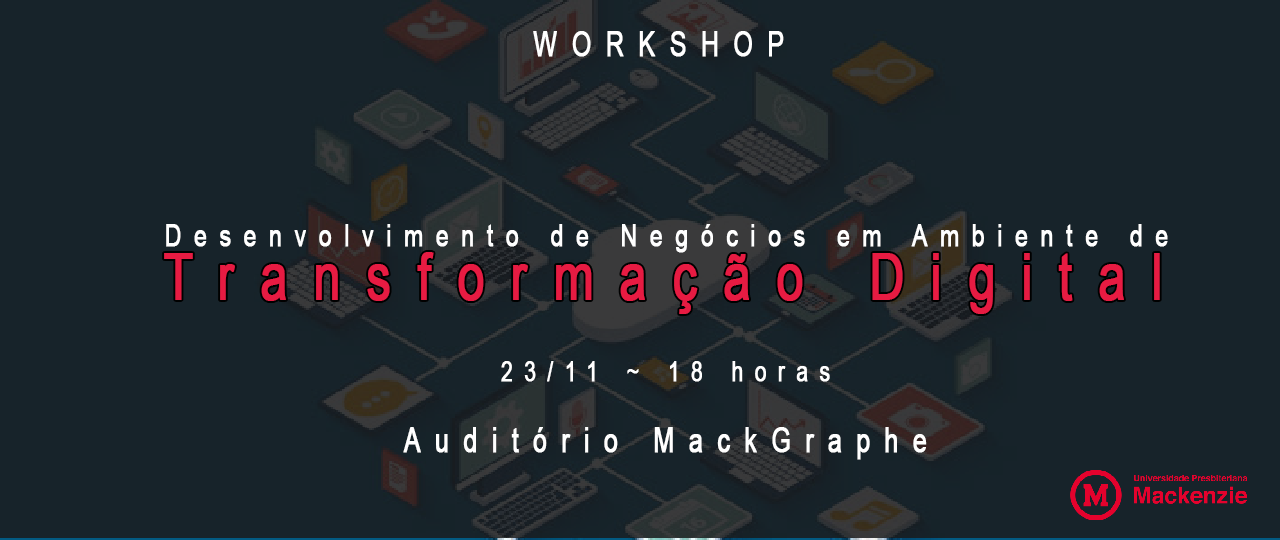 WORKSHOP
Desenvolvimento de Negócios em Ambiente de
Transformação Digital
23/11 ~ 18 horas
Auditório MackGraphe
Universidade Presbiteriana
Mackenzie